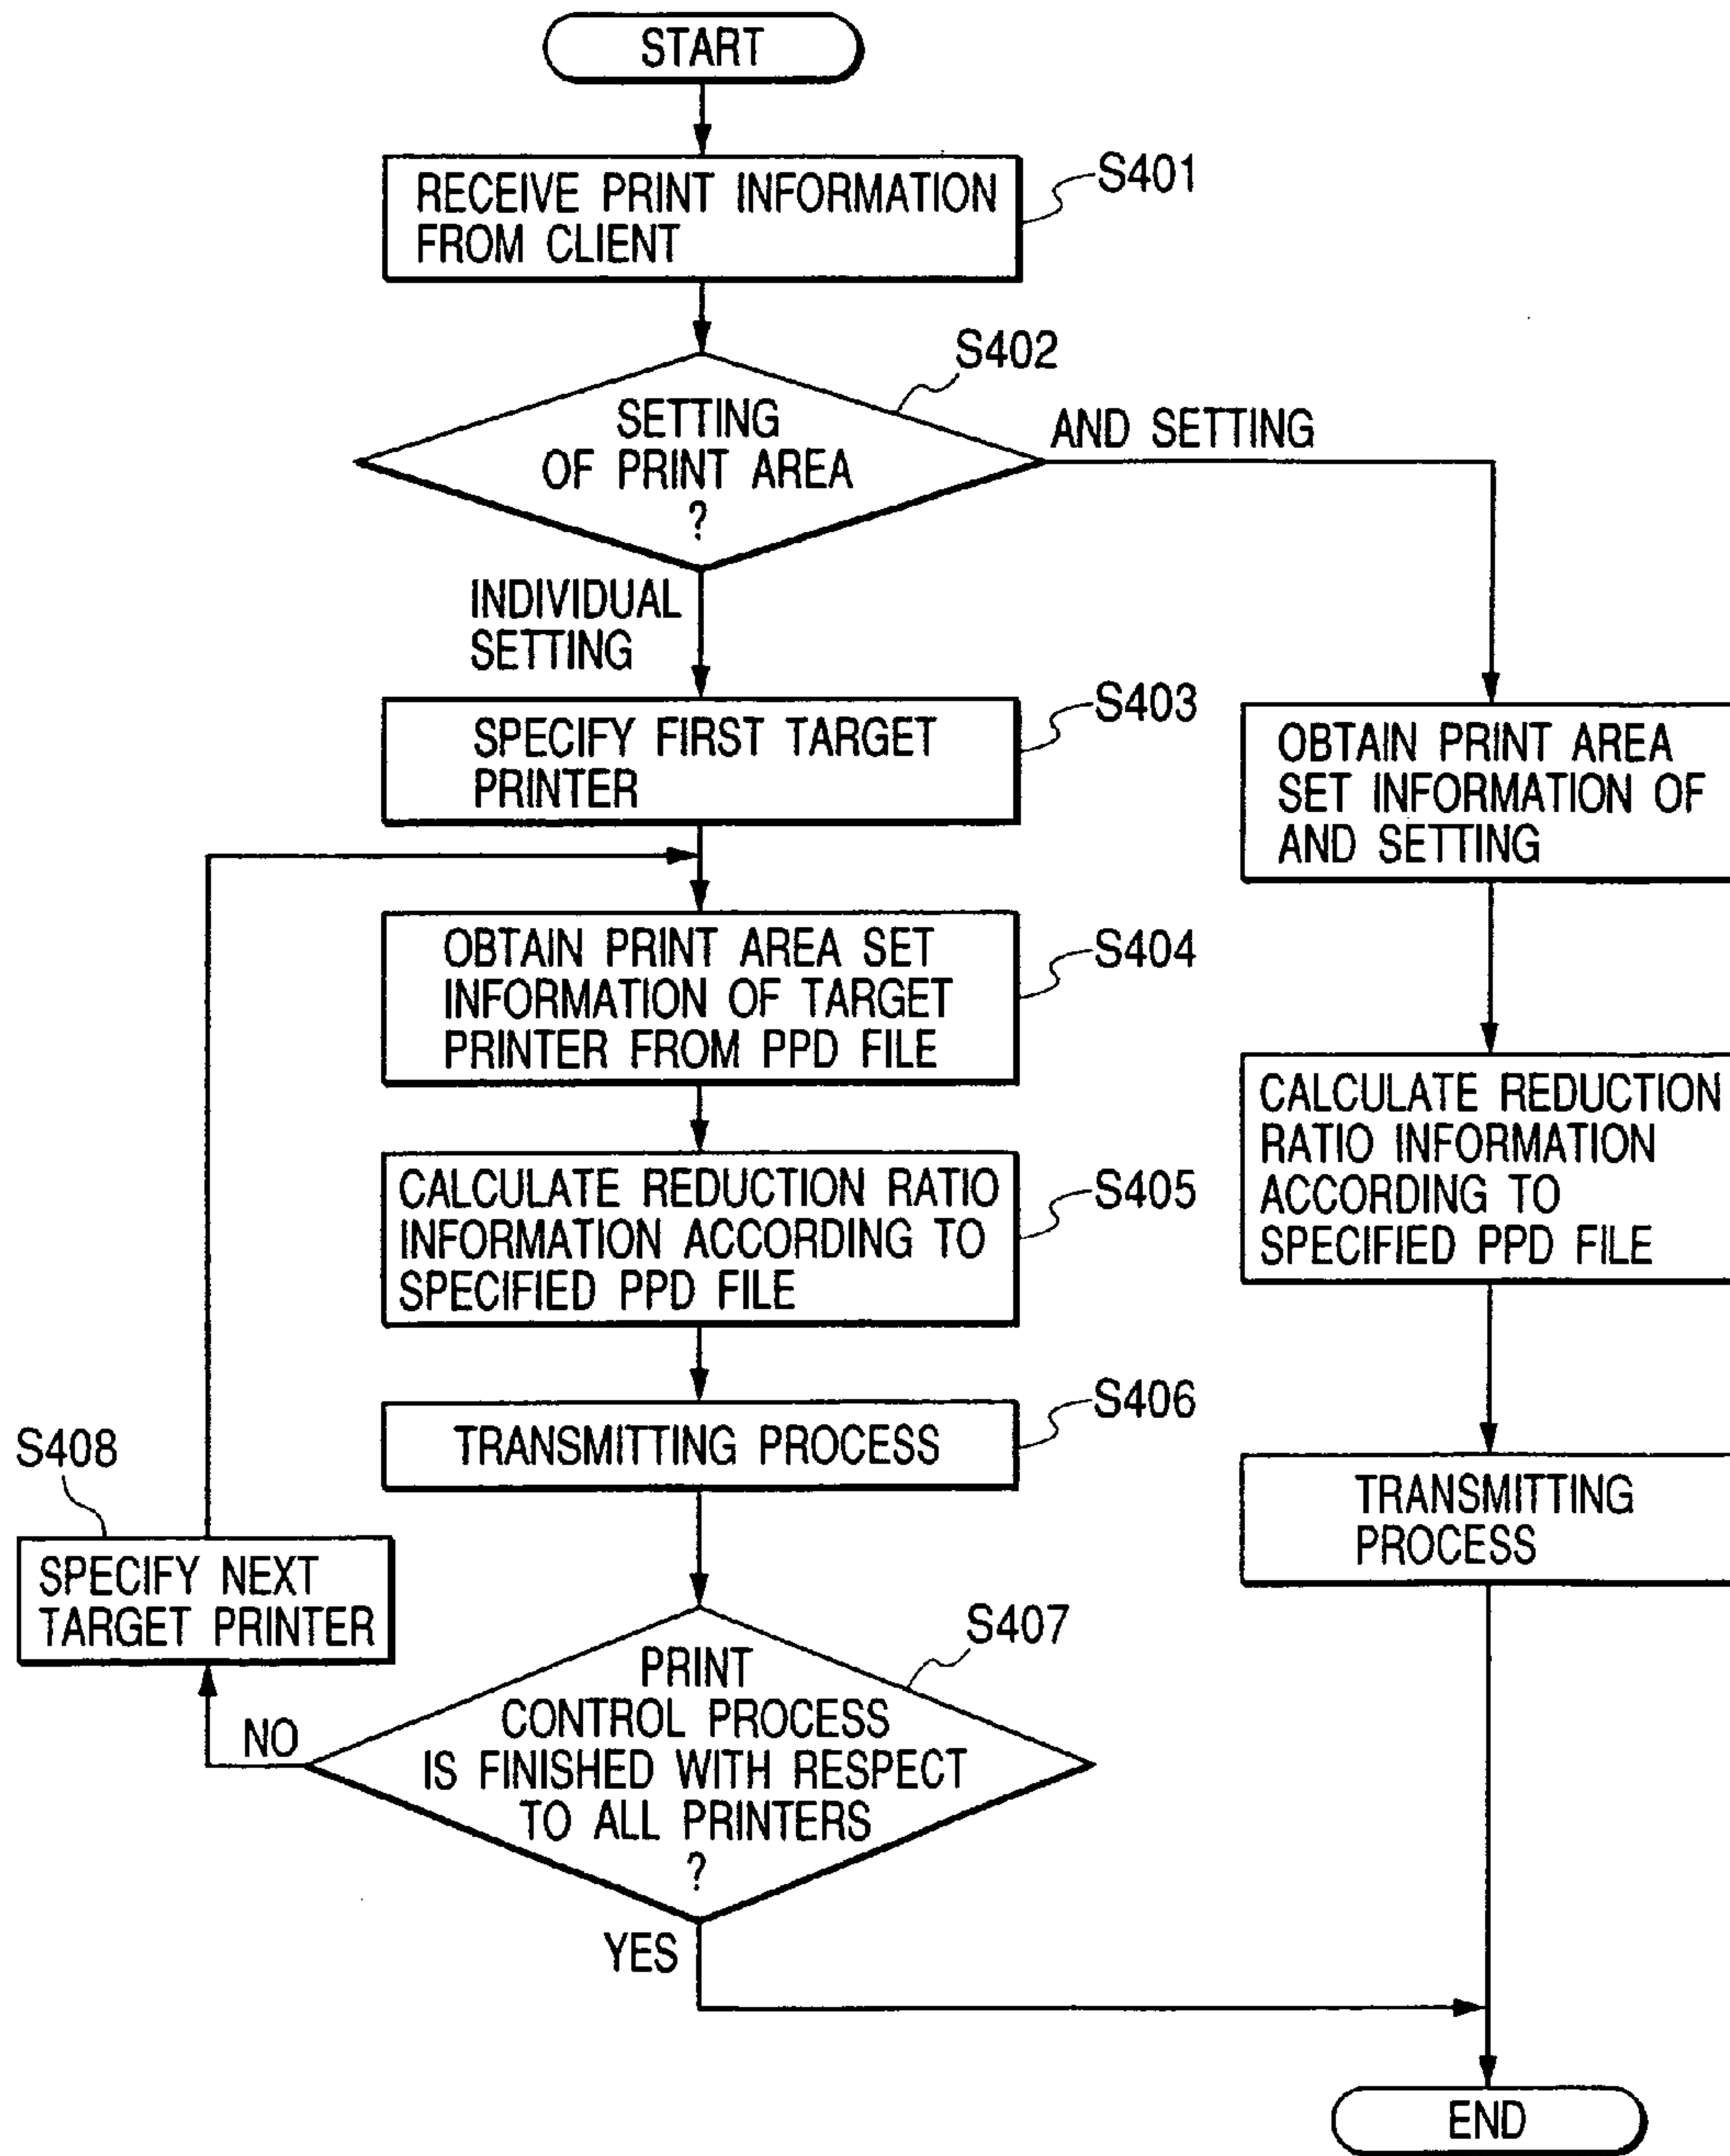 START
RECEIVE PRINT INFORMATION
FROM CLIENT
S401
SETTING
OF PRINT AREA
?
S402
AND SETTING
INDIVIDUAL
SETTING
SPECIFY FIRST TARGET
PRINTER
S403
OBTAIN PRINT AREA SET
INFORMATION OF TARGET
PRINTER FROM PPD FILE
S404
CALCULATE REDUCTION RATIO
INFORMATION ACCORDING TO
SPECIFIED PPD FILE
S405
TRANSMITTING PROCESS
S406
PRINT
CONTROL PROCESS
IS FINISHED WITH RESPECT
TO ALL PRINTERS
?
S407
NO
S408
SPECIFY NEXT
TARGET PRINTER
YES
OBTAIN PRINT AREA
SET INFORMATION OF
AND SETTING
CALCULATE REDUCTION
RATIO INFORMATION
ACCORDING TO
SPECIFIED PPD FILE
TRANSMITTING
PROCESS
END